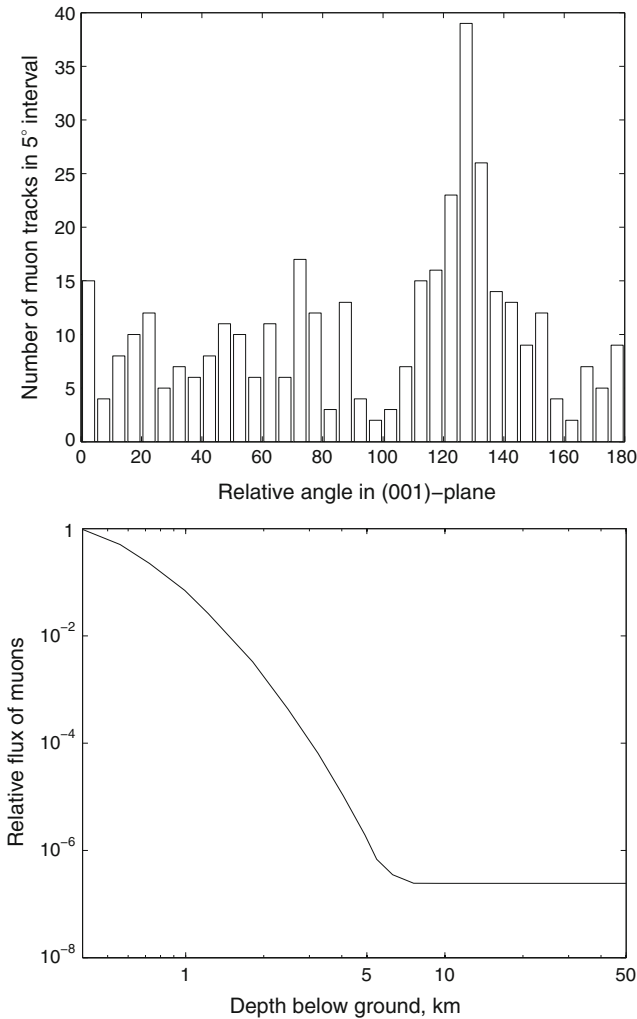 40
35
30
25
20
15
10
5
0
0 20 40 60 80 100 120 140 160 180
Number of muon tracks in 5° interval
Relative angle in (001)−plane
1
10−2
10−4
10−6
10−8
1 5 10 50
Relative flux of muons
Depth below ground, km